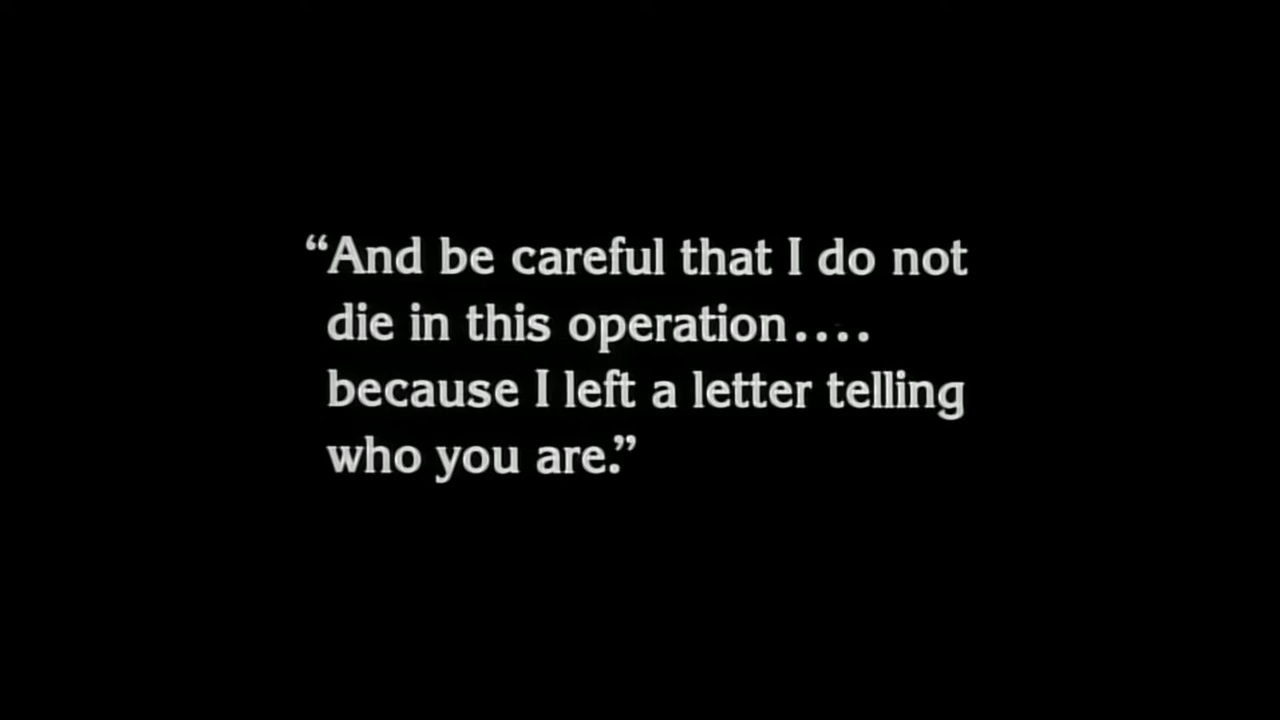 “And be careful that I do not
die in this operation....
because I left a letter telling
who you are.”